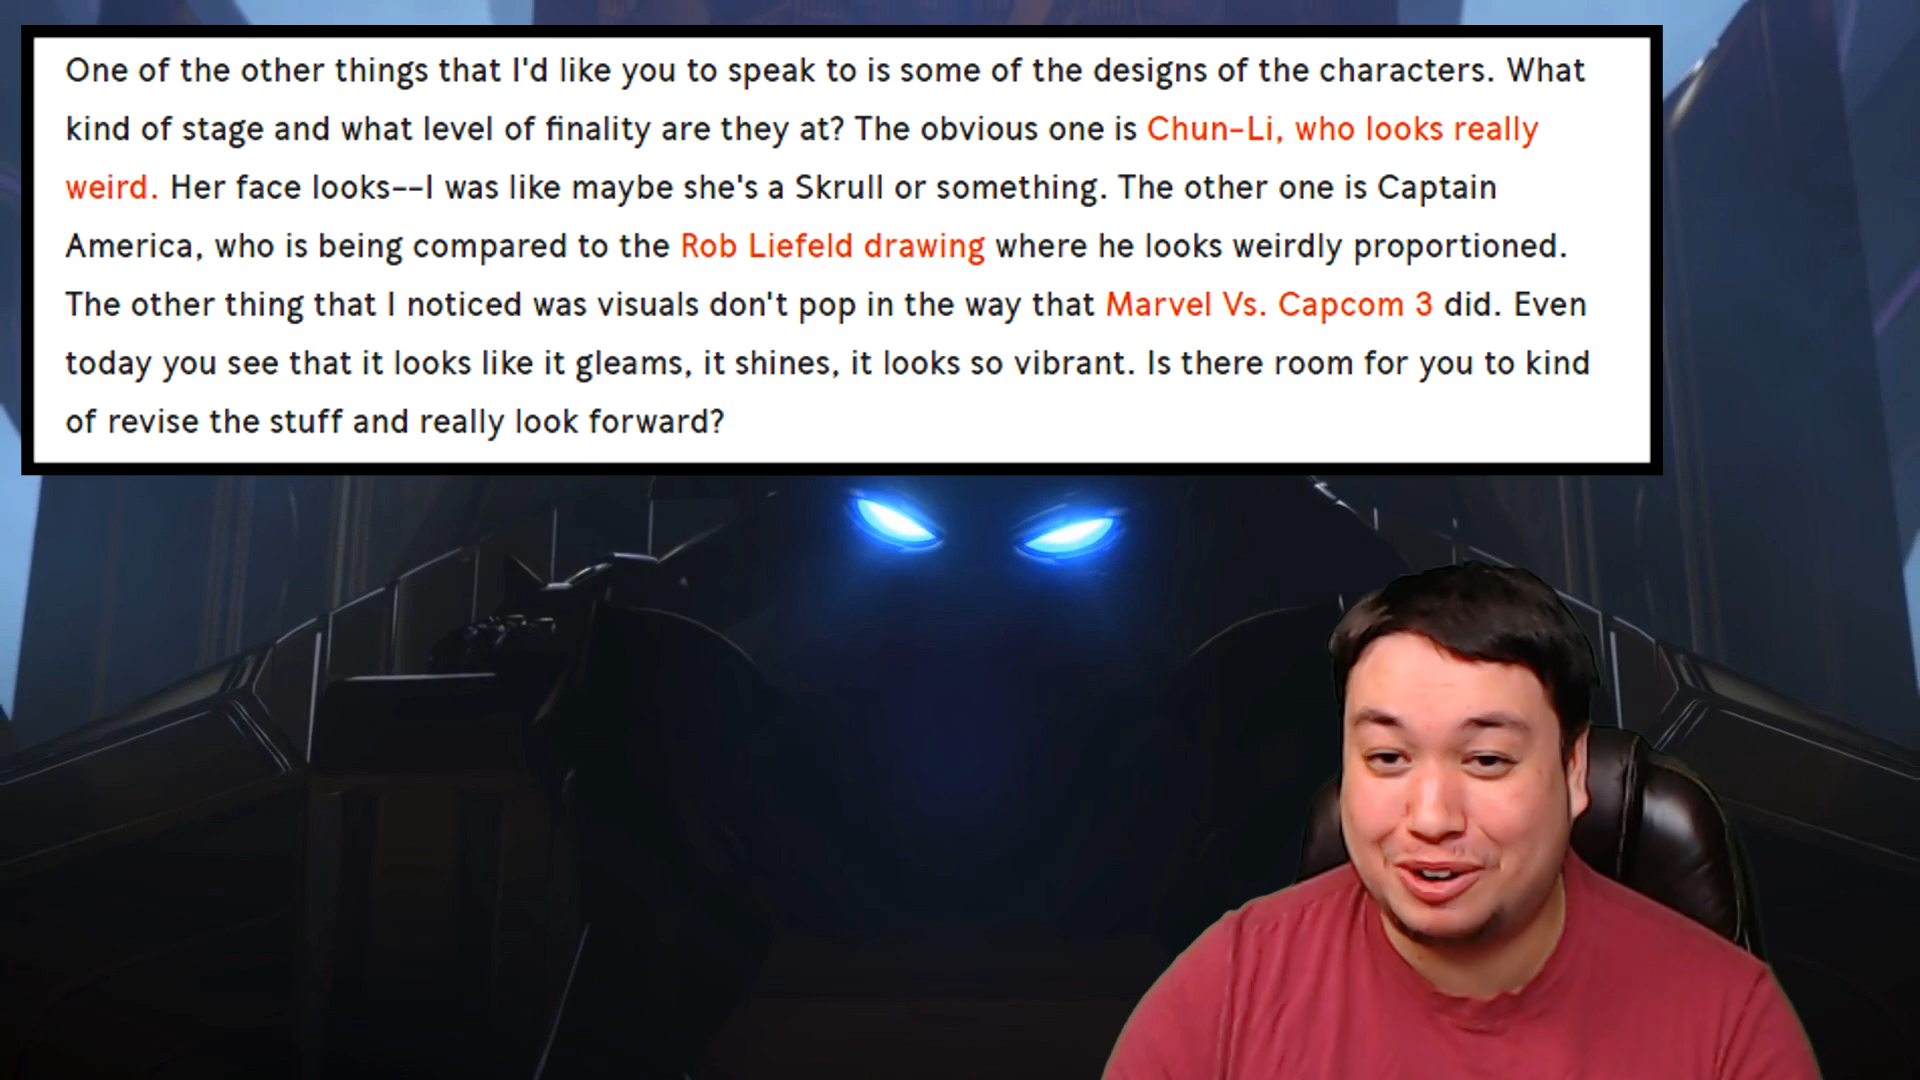 One of the other things that I'd like you to speak to is some of the designs of the characters. What
kind of stage and what level of finality are they at? The obvious one is Chun-Li, who looks really
weird. Her face looks--I was like maybe she's a Skrull or something. The other one is Captain
America, who is being compared to the Rob Liefeld drawing where he looks weirdly proportioned.
The other thing that I noticed was visuals don't pop in the way that Marvel Vs. Capcom 3 did. Even
today you see that it looks like it gleams, it shines, it looks so vibrant. Is there room for you to kind
of revise the stuff and really look forward?